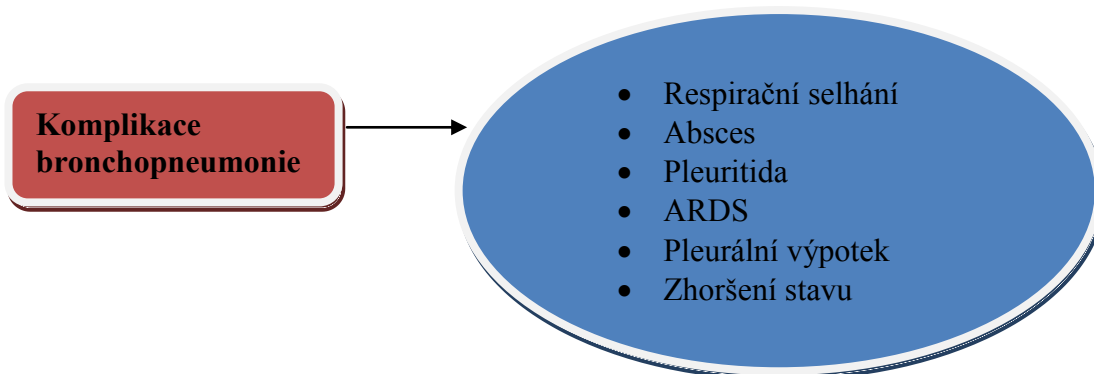 Komplikace
bronchopneumonie
• Respirační selhání
• Absces
• Pleuritida
• ARDS
• Pleurální výpotek
• Zhoršení stavu